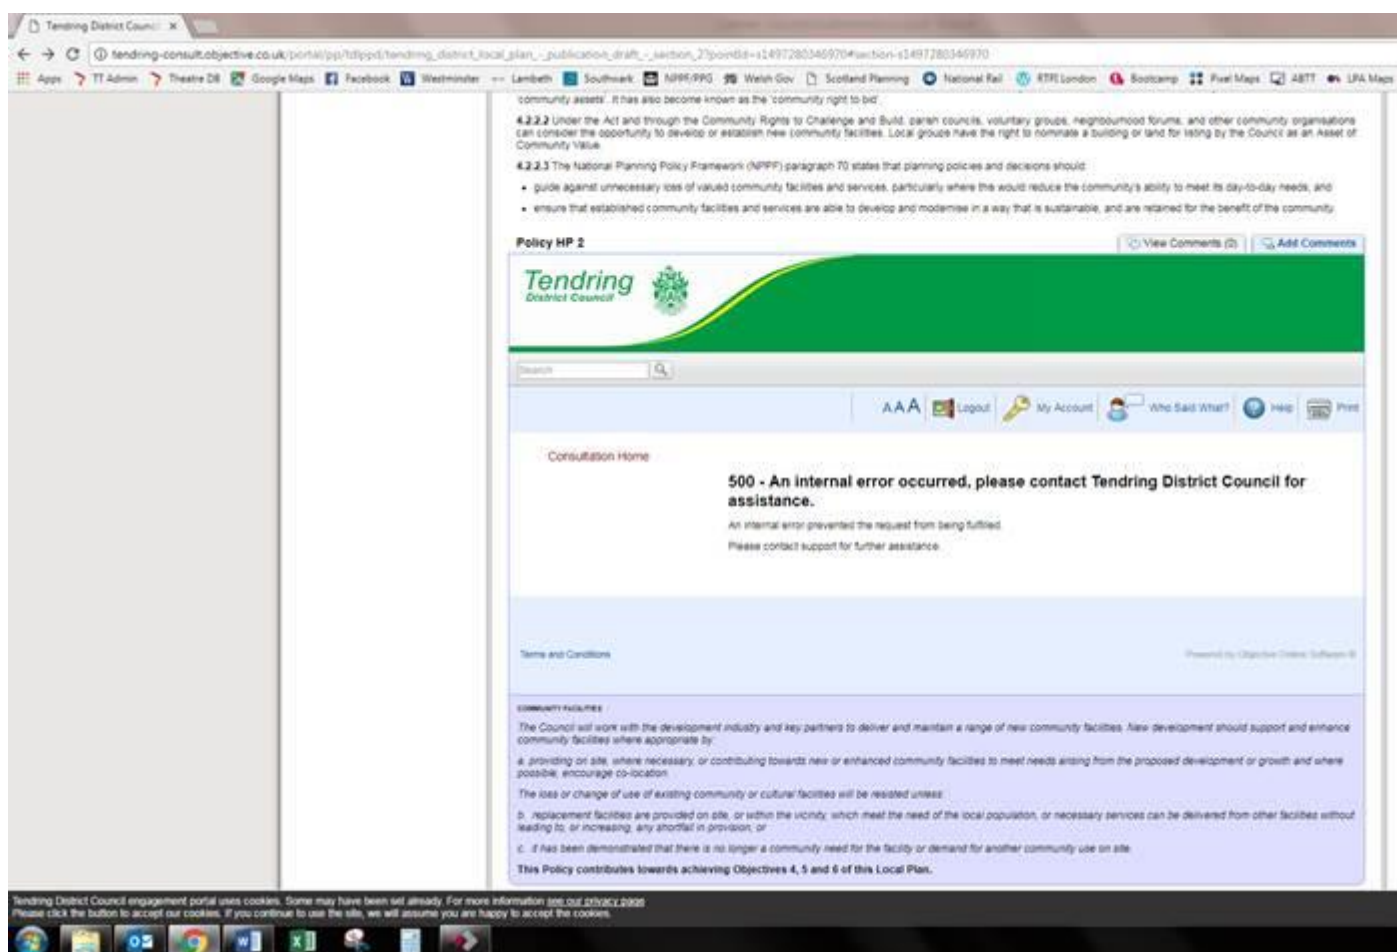 Tendring District Counci
tendring-consult.objective.co.uk/portal/pp/tdlppd/tendring_district_local_plan_-_publication_draft_-_section_2?pointId=s1497280346970#section-s1497280346970
Apps TT Admin Theatre DB Google Maps Facebook Westminster Lambeth Southwark NPPF/PPG Welsh Gov Scotland Planning National Rail RTPI London Bootcamp Pixel Maps ABTT LPA Maps
community assets'. It has also become known as the 'community right to bid'.
4.2.2.2 Under the Act and through the Community Rights to Challenge and Build, parish councils, voluntary groups, neighbourhood forums, and other community organisations
can consider the opportunity to develop or establish new community facilities. Local groups have the right to nominate a building or land for listing by the Council as an Asset of
Community Value.
4.2.2.3 The National Planning Policy Framework (NPPF) paragraph 70 states that planning policies and decisions should:
• guide against unnecessary loss of valued community facilities and services, particularly where this would reduce the community's ability to meet its day-to-day needs; and
• ensure that established community facilities and services are able to develop and modernise in a way that is sustainable, and are retained for the benefit of the community.
Policy HP 2
View Comments (0) Add Comments
Tendring
District Council
Search
A A A Logout My Account Who Said What? Help Print
Consultation Home
500 - An internal error occurred, please contact Tendring District Council for
assistance.
An internal error prevented the request from being fulfilled.
Please contact support for further assistance.
Terms and Conditions
Powered by Objective Online Software ©
COMMUNITY FACILITIES
The Council will work with the development industry and key partners to deliver and maintain a range of new community facilities. New development should support and enhance
community facilities where appropriate by:
a. providing on site, where necessary, or contributing towards new or enhanced community facilities to meet needs arising from the proposed development or growth and where
possible, encourage co-location.
The loss or change of use of existing community or cultural facilities will be resisted unless:
b. replacement facilities are provided on site, or within the vicinity, which meet the need of the local population, or necessary services can be delivered from other facilities without
leading to, or increasing, any shortfall in provision; or
c. it has been demonstrated that there is no longer a community need for the facility or demand for another community use on site.
This Policy contributes towards achieving Objectives 4, 5 and 6 of this Local Plan.
Tendring District Council engagement portal uses cookies. Some may have been set already. For more information see our privacy page
Please click the button to accept our cookies. If you continue to use the site, we will assume you are happy to accept the cookies.